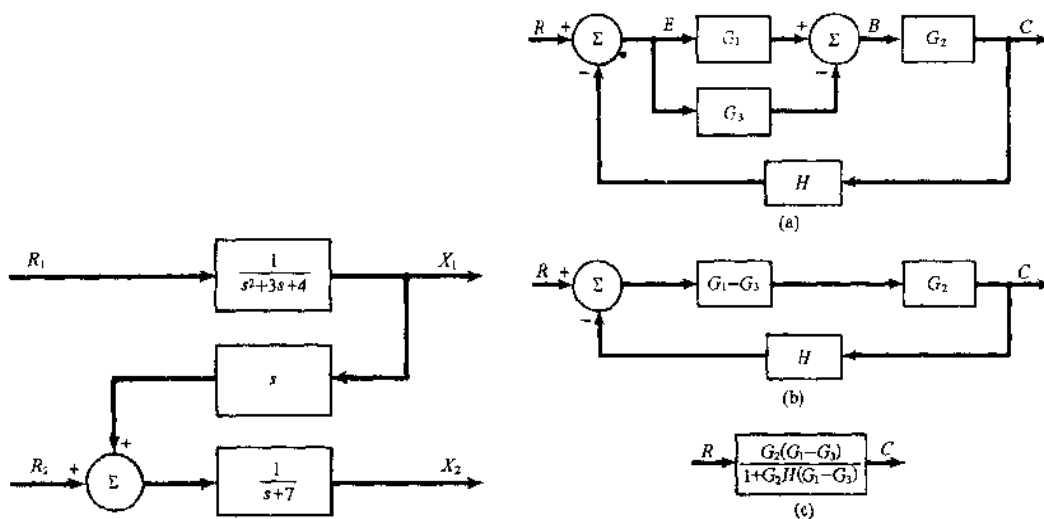 R₁
1
s²+3s+4
X₁
s
+
R₂ +
Σ
1
s+7
X₂
R + Σ E G₁ + Σ B G₂ C
−
−
G₃
H
(a)
R + Σ G₁−G₃ G₂ C
−
H
(b)
R G₂(G₁−G₃) C
1+G₂H(G₁−G₃)
(c)